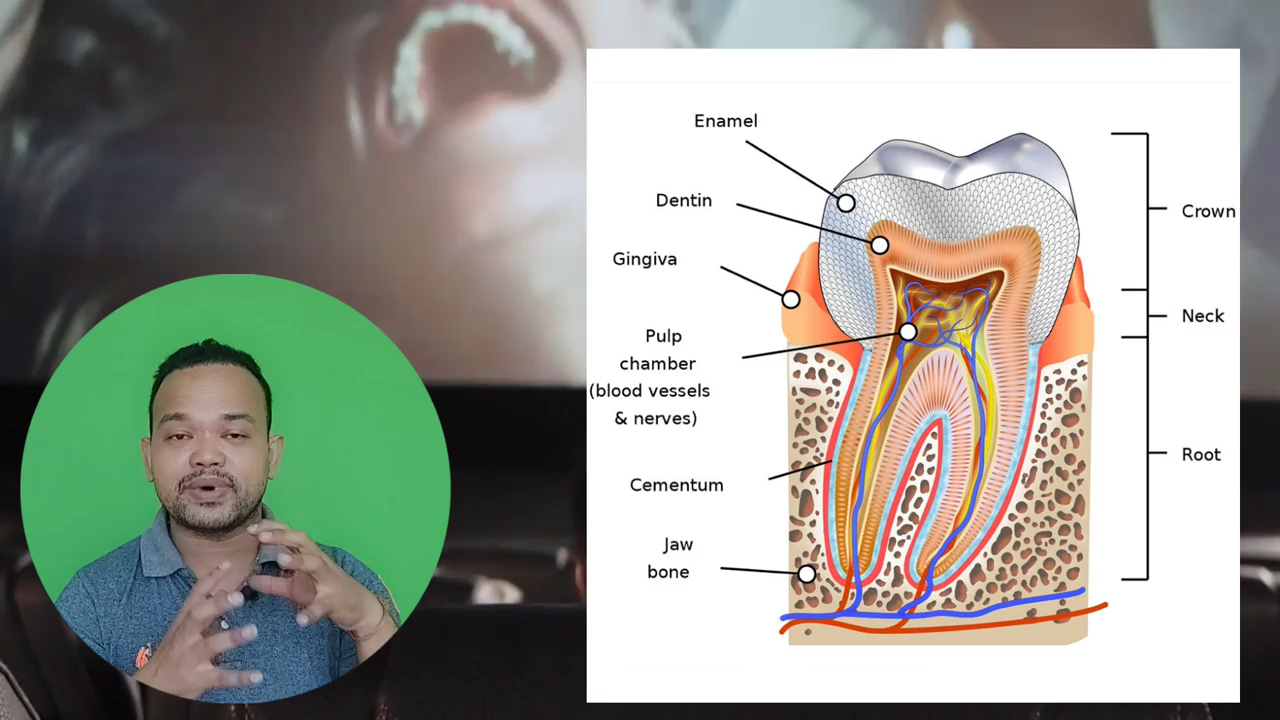 Enamel
Dentin
Gingiva
Pulp
chamber
(blood vessels
& nerves)
Cementum
Jaw
bone
Crown
Neck
Root